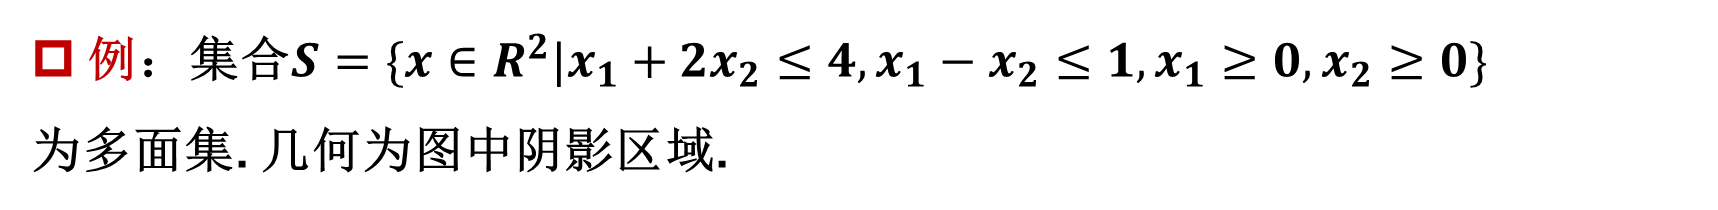 例：集合S = {x ∈ R²|x₁ + 2x₂ ≤ 4, x₁ − x₂ ≤ 1, x₁ ≥ 0, x₂ ≥ 0}
为多面集. 几何为图中阴影区域.